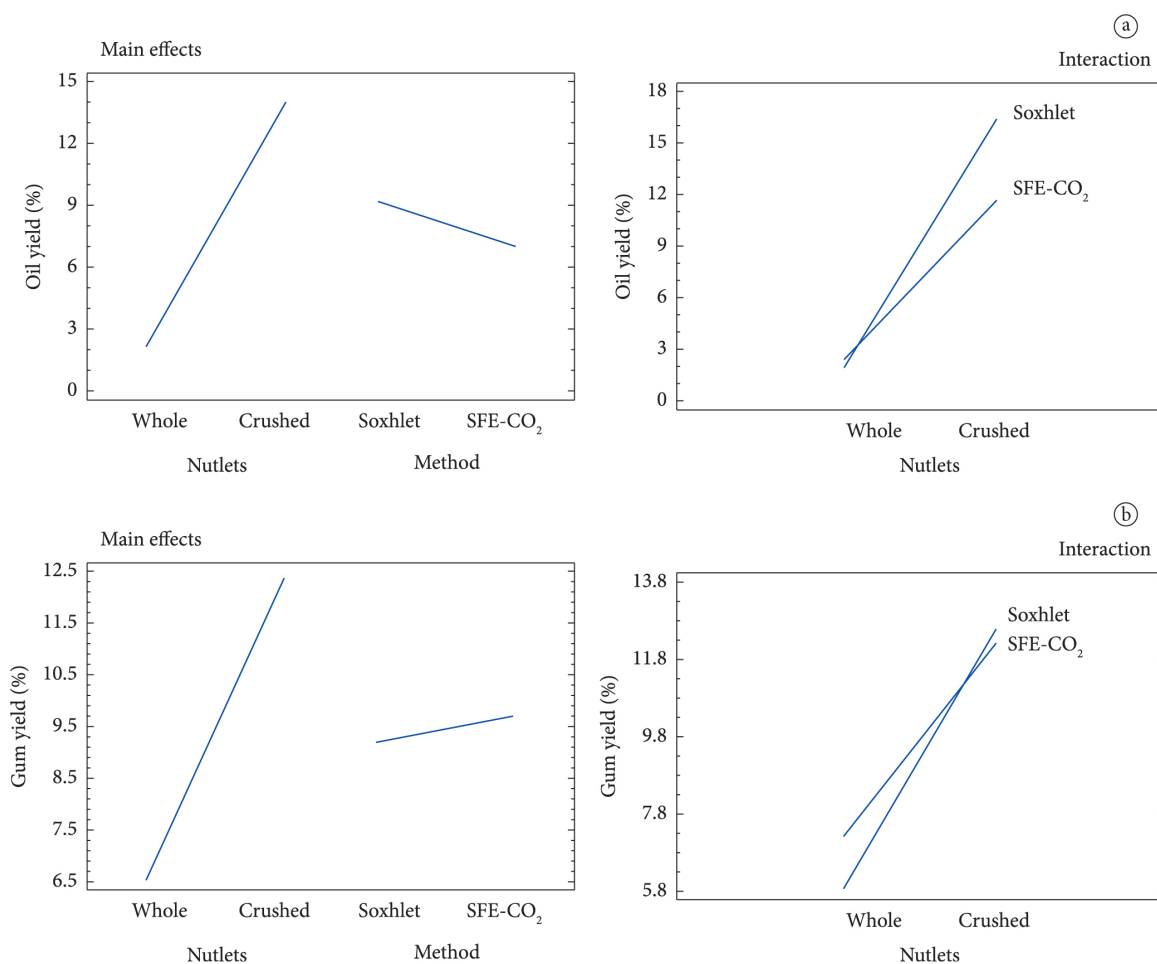 ⓐ
Main effects
Interaction
Oil yield (%)
15
12
9
6
3
0
Whole Crushed Soxhlet SFE-CO₂
Nutlets Method
Oil yield (%)
18
15
12
9
6
3
0
Soxhlet
SFE-CO₂
Whole Crushed
Nutlets
ⓑ
Main effects
Interaction
Gum yield (%)
12.5
11.5
10.5
9.5
8.5
7.5
6.5
Whole Crushed Soxhlet SFE-CO₂
Nutlets Method
Gum yield (%)
13.8
11.8
9.8
7.8
5.8
Soxhlet
SFE-CO₂
Whole Crushed
Nutlets